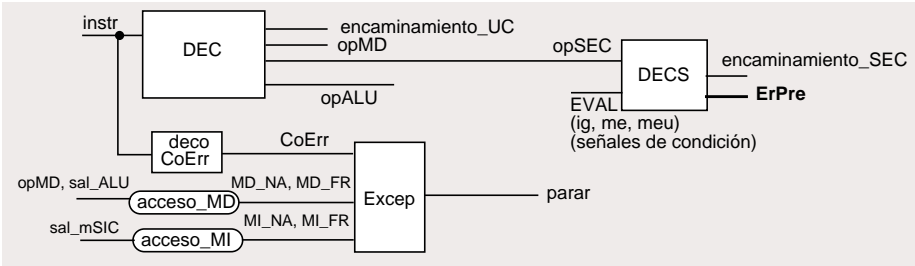 instr
DEC
encaminamiento_UC
opMD
opSEC
opALU
DECS
encaminamiento_SEC
ErPre
EVAL
(ig, me, meu)
(señales de condición)
deco
CoErr
CoErr
opMD, sal_ALU
acceso_MD
MD_NA, MD_FR
Excep
parar
sal_mSIC
acceso_MI
MI_NA, MI_FR